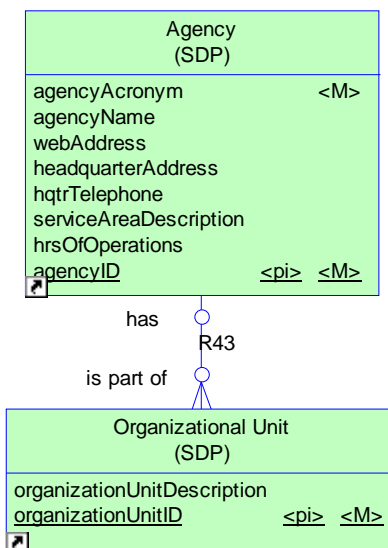 Agency
(SDP)
agencyAcronym <M>
agencyName
webAddress
headquarterAddress
hqtrTelephone
serviceAreaDescription
hrsOfOperations
agencyID <pi> <M>
has
R43
is part of
Organizational Unit
(SDP)
organizationUnitDescription
organizationUnitID <pi> <M>